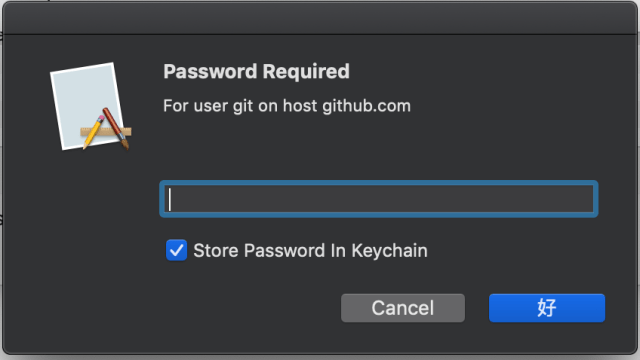 Password Required
For user git on host github.com
Store Password In Keychain
Cancel
好